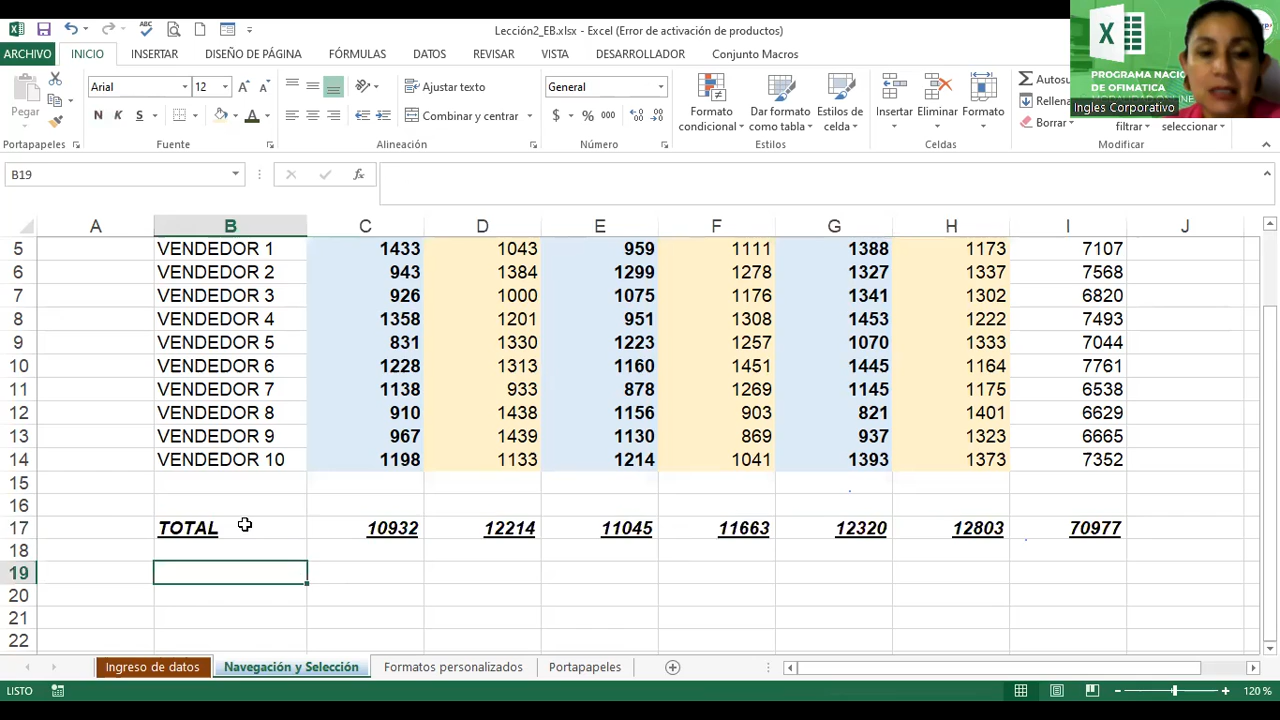 Lección2_EB.xlsx - Excel (Error de activación de productos)
ARCHIVO INICIO INSERTAR DISEÑO DE PÁGINA FÓRMULAS DATOS REVISAR VISTA DESARROLLADOR Conjunto Macros
Pegar
Arial 12
N K S
Ajustar texto
Combinar y centrar
General
$ % 000
Formato condicional
Dar formato como tabla
Estilos de celda
Insertar
Eliminar
Formato
Autosu
Rellena
Borrar
filtrar
seleccionar
Portapapeles Fuente Alineación Número Estilos Celdas Modificar
PROGRAMA NACIO
DE OFIMATICA
Ingles Corporativo
B19 fx
A B C D E F G H I J
5 VENDEDOR 1 1433 1043 959 1111 1388 1173 7107
6 VENDEDOR 2 943 1384 1299 1278 1327 1337 7568
7 VENDEDOR 3 926 1000 1075 1176 1341 1302 6820
8 VENDEDOR 4 1358 1201 951 1308 1453 1222 7493
9 VENDEDOR 5 831 1330 1223 1257 1070 1333 7044
10 VENDEDOR 6 1228 1313 1160 1451 1445 1164 7761
11 VENDEDOR 7 1138 933 878 1269 1145 1175 6538
12 VENDEDOR 8 910 1438 1156 903 821 1401 6629
13 VENDEDOR 9 967 1439 1130 869 937 1323 6665
14 VENDEDOR 10 1198 1133 1214 1041 1393 1373 7352
15
16
17 TOTAL 10932 12214 11045 11663 12320 12803 70977
18
19
20
21
22
Ingreso de datos Navegación y Selección Formatos personalizados Portapapeles
LISTO 120 %